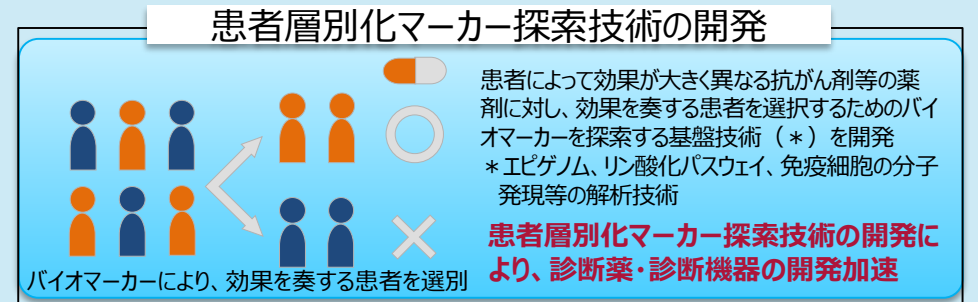 患者層別化マーカー探索技術の開発
患者によって効果が大きく異なる抗がん剤等の薬
剤に対し、効果を奏する患者を選択するためのバイ
オマーカーを探索する基盤技術（＊）を開発
＊エピゲノム、リン酸化パスウェイ、免疫細胞の分子
発現等の解析技術
患者層別化マーカー探索技術の開発に
より、診断薬・診断機器の開発加速
バイオマーカーにより、効果を奏する患者を選別